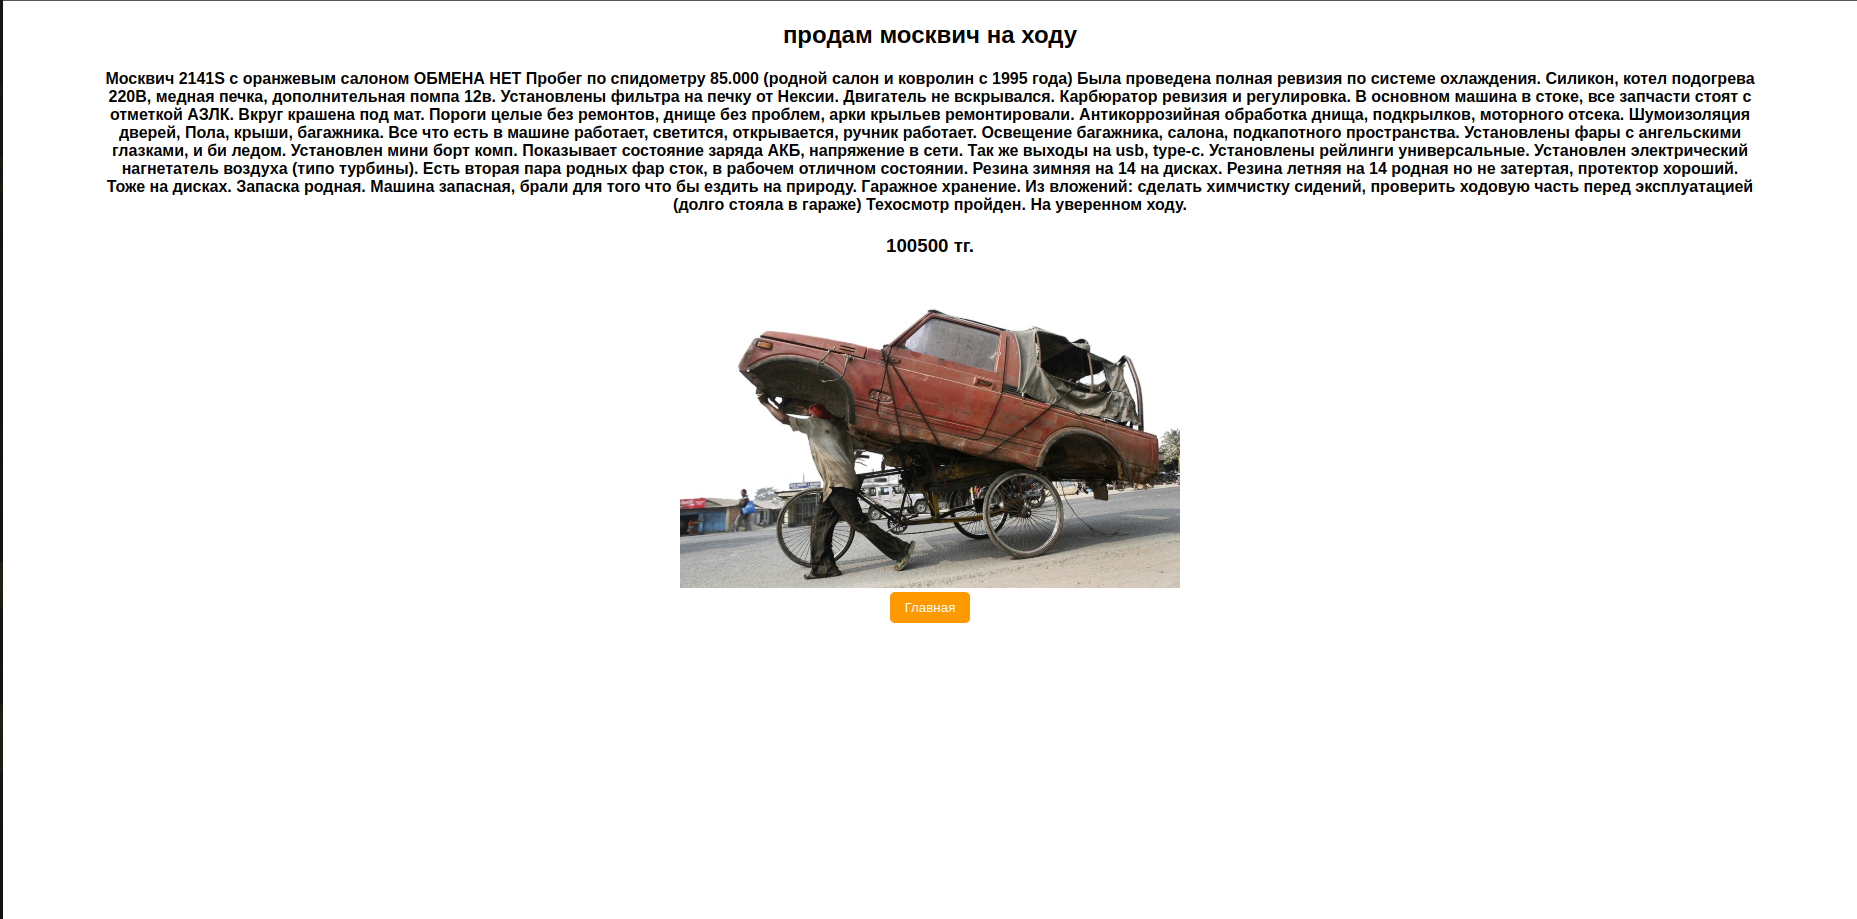 продам москвич на ходу
Москвич 2141S с оранжевым салоном ОБМЕНА НЕТ Пробег по спидометру 85.000 (родной салон и ковролин с 1995 года) Была проведена полная ревизия по системе охлаждения. Силикон, котел подогрева
220В, медная печка, дополнительная помпа 12в. Установлены фильтра на печку от Нексии. Двигатель не вскрывался. Карбюратор ревизия и регулировка. В основном машина в стоке, все запчасти стоят с
отметкой АЗЛК. Вкруг крашена под мат. Пороги целые без ремонтов, днище без проблем, арки крыльев ремонтировали. Антикоррозийная обработка днища, подкрылков, моторного отсека. Шумоизоляция
дверей, Пола, крыши, багажника. Все что есть в машине работает, светится, открывается, ручник работает. Освещение багажника, салона, подкапотного пространства. Установлены фары с ангельскими
глазками, и би ледом. Установлен мини борт комп. Показывает состояние заряда АКБ, напряжение в сети. Так же выходы на usb, type-c. Установлены рейлинги универсальные. Установлен электрический
нагнетатель воздуха (типо турбины). Есть вторая пара родных фар сток, в рабочем отличном состоянии. Резина зимняя на 14 на дисках. Резина летняя на 14 родная но не затертая, протектор хороший.
Тоже на дисках. Запаска родная. Машина запасная, брали для того что бы ездить на природу. Гаражное хранение. Из вложений: сделать химчистку сидений, проверить ходовую часть перед эксплуатацией
(долго стояла в гараже) Техосмотр пройден. На уверенном ходу.
100500 тг.
Главная